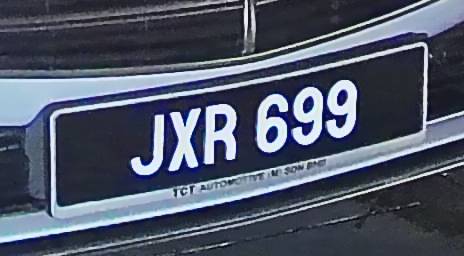 JXR 699
TCT AUTOMOTIVE (M) SDN BHD